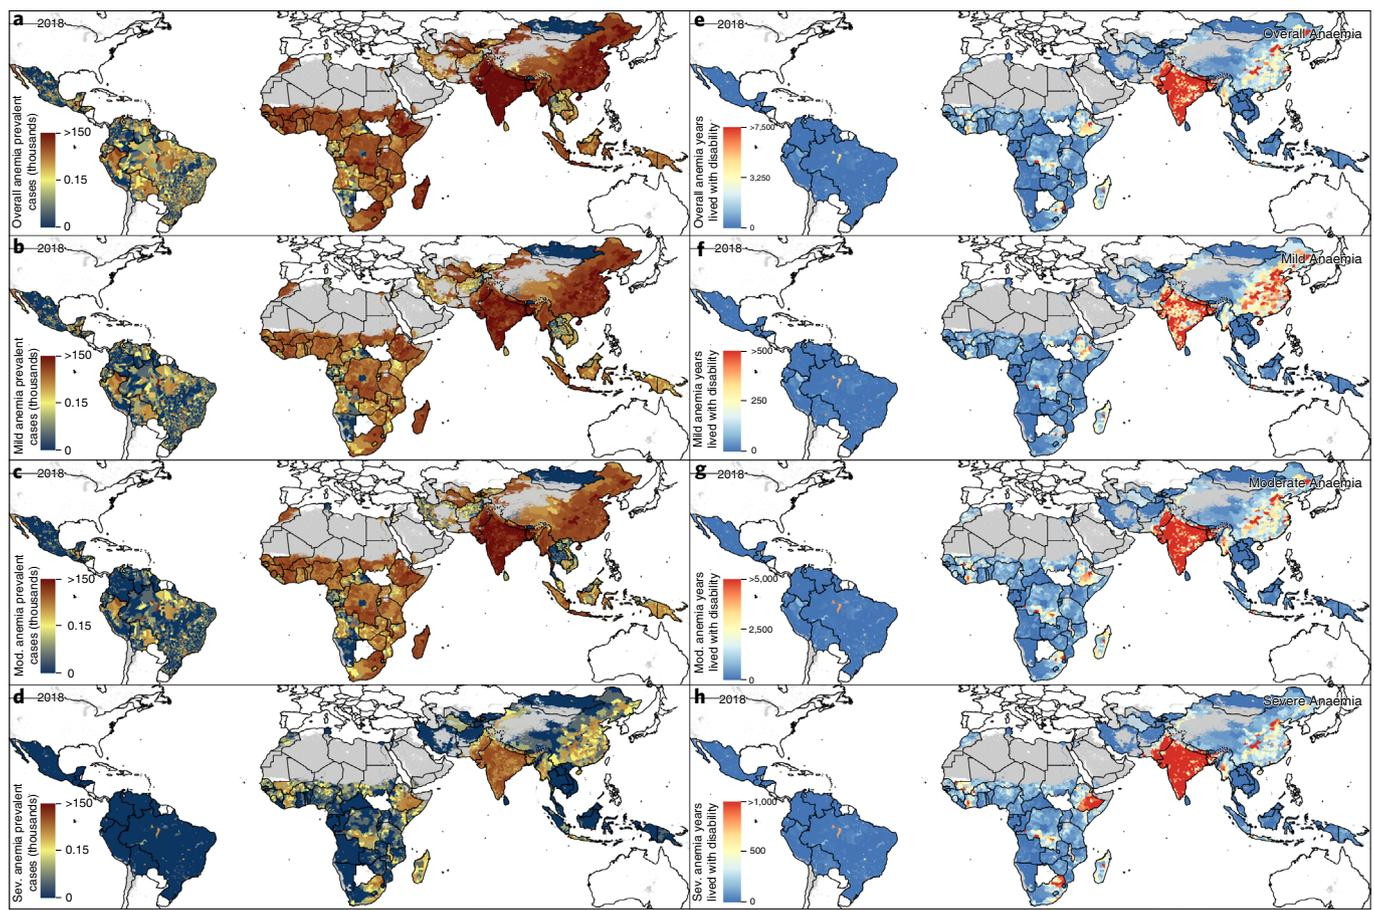 a
2018
Overall anemia prevalent
cases (thousands)
>150
0.15
0
e
2018
Overall Anaemia
Overall anemia years
lived with disability
>7,500
3,250
0
b
2018
Mild anemia prevalent
cases (thousands)
>150
0.15
0
f
2018
Mild Anaemia
Mild anemia years
lived with disability
>500
250
0
c
2018
Mod. anemia prevalent
cases (thousands)
>150
0.15
0
g
2018
Moderate Anaemia
Mod. anemia years
lived with disability
>5,000
2,500
0
d
2018
Sev. anemia prevalent
cases (thousands)
>150
0.15
0
h
2018
Severe Anaemia
Sev. anemia years
lived with disability
>1,000
500
0